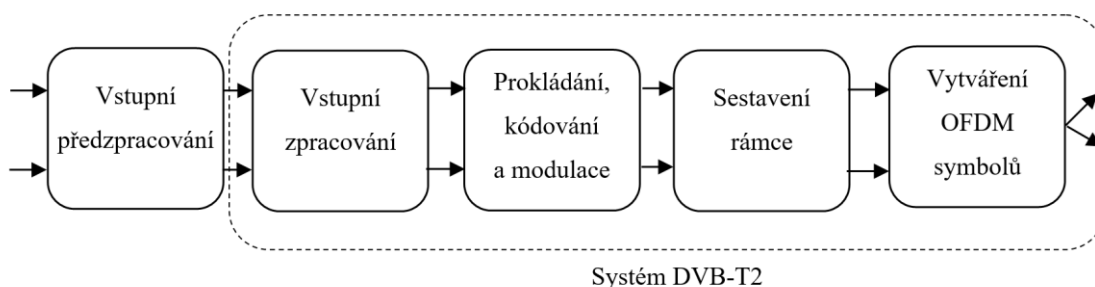 Vstupní
předzpracování
Vstupní
zpracování
Prokládání,
kódování
a modulace
Sestavení
rámce
Vytváření
OFDM
symbolů
Systém DVB-T2